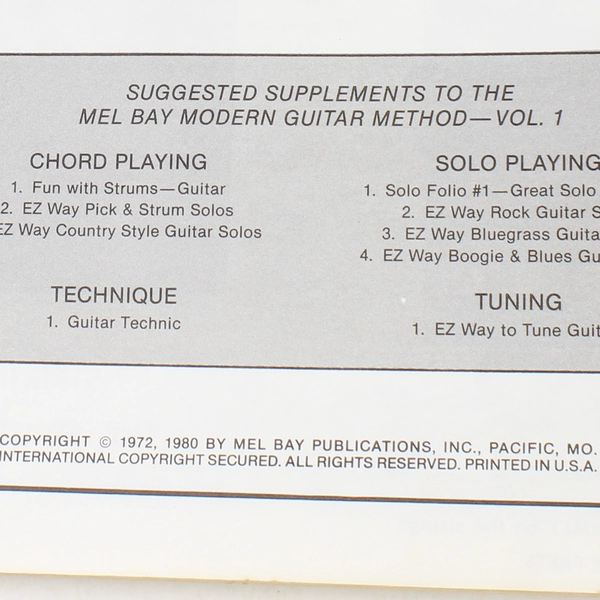 SUGGESTED SUPPLEMENTS TO THE
MEL BAY MODERN GUITAR METHOD—VOL. 1
CHORD PLAYING
1. Fun with Strums—Guitar
2. EZ Way Pick & Strum Solos
EZ Way Country Style Guitar Solos
TECHNIQUE
1. Guitar Technic
SOLO PLAYING
1. Solo Folio #1—Great Solo
2. EZ Way Rock Guitar S
3. EZ Way Bluegrass Guita
4. EZ Way Boogie & Blues Gu
TUNING
1. EZ Way to Tune Guit
COPYRIGHT © 1972, 1980 BY MEL BAY PUBLICATIONS, INC., PACIFIC, MO.
INTERNATIONAL COPYRIGHT SECURED. ALL RIGHTS RESERVED. PRINTED IN U.S.A.